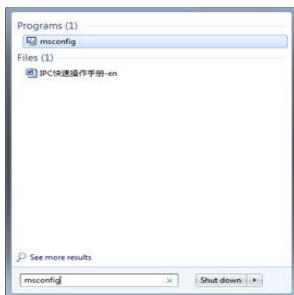 Programs (1)
msconfig
Files (1)
IPC快速操作手册-en
See more results
msconfig
Shut down